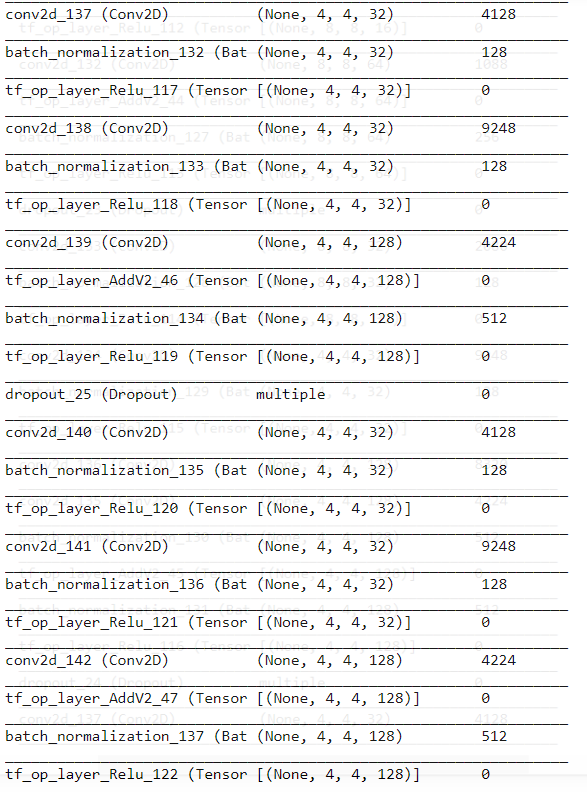 conv2d_137 (Conv2D) (None, 4, 4, 32) 4128
batch_normalization_132 (Bat (None, 4, 4, 32) 128
tf_op_layer_Relu_117 (Tensor [(None, 4, 4, 32)] 0
conv2d_138 (Conv2D) (None, 4, 4, 32) 9248
batch_normalization_133 (Bat (None, 4, 4, 32) 128
tf_op_layer_Relu_118 (Tensor [(None, 4, 4, 32)] 0
conv2d_139 (Conv2D) (None, 4, 4, 128) 4224
tf_op_layer_AddV2_46 (Tensor [(None, 4, 4, 128)] 0
batch_normalization_134 (Bat (None, 4, 4, 128) 512
tf_op_layer_Relu_119 (Tensor [(None, 4, 4, 128)] 0
dropout_25 (Dropout) multiple 0
conv2d_140 (Conv2D) (None, 4, 4, 32) 4128
batch_normalization_135 (Bat (None, 4, 4, 32) 128
tf_op_layer_Relu_120 (Tensor [(None, 4, 4, 32)] 0
conv2d_141 (Conv2D) (None, 4, 4, 32) 9248
batch_normalization_136 (Bat (None, 4, 4, 32) 128
tf_op_layer_Relu_121 (Tensor [(None, 4, 4, 32)] 0
conv2d_142 (Conv2D) (None, 4, 4, 128) 4224
tf_op_layer_AddV2_47 (Tensor [(None, 4, 4, 128)] 0
batch_normalization_137 (Bat (None, 4, 4, 128) 512
tf_op_layer_Relu_122 (Tensor [(None, 4, 4, 128)] 0